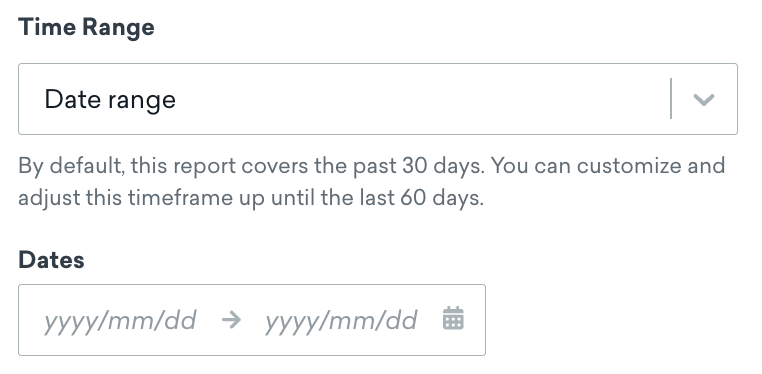 Time Range
Date range
By default, this report covers the past 30 days. You can customize and
adjust this timeframe up until the last 60 days.
Dates
yyyy/mm/dd → yyyy/mm/dd